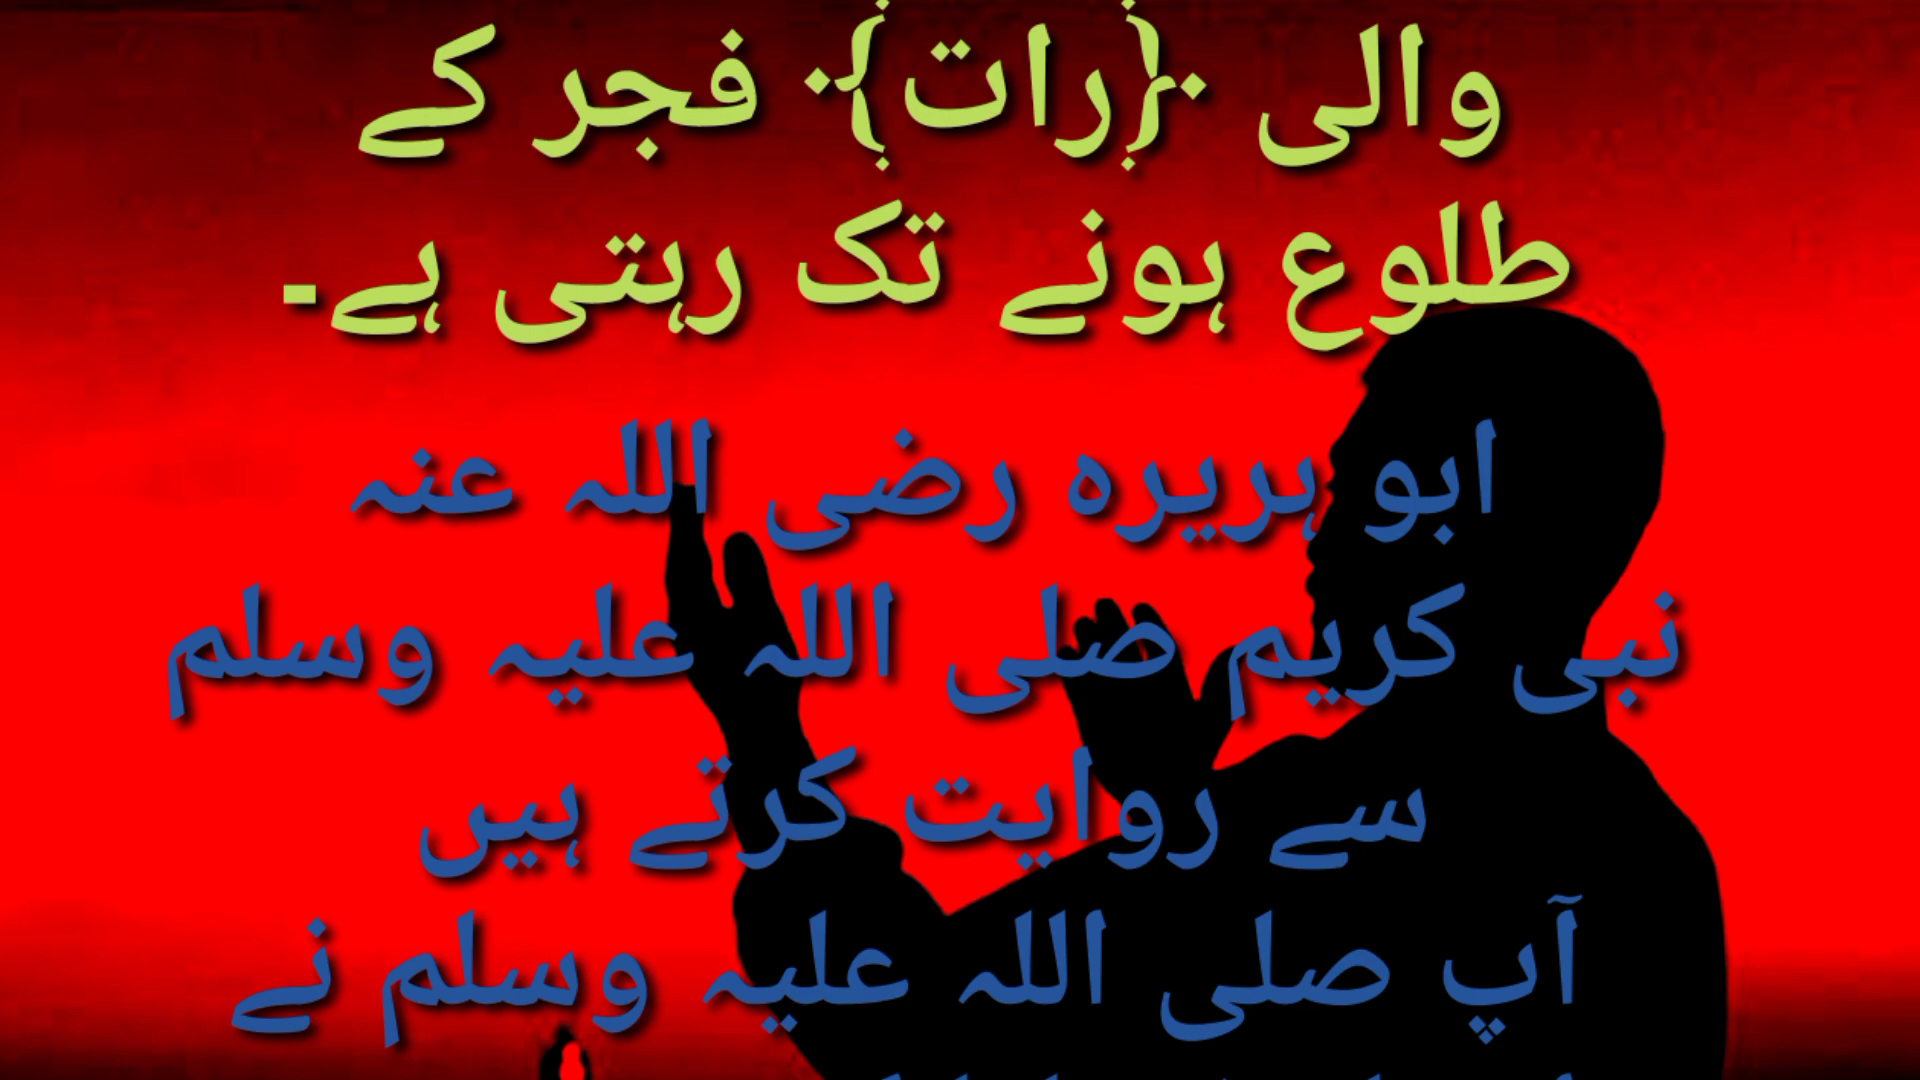 والی ﴿رات﴾ فجر کے
طلوع ہونے تک رہتی ہے۔
ابو ہریرہ رضی اللہ عنہ
نبی کریم صلی اللہ علیہ وسلم
سے روایت کرتے ہیں
آپ صلی اللہ علیہ وسلم نے